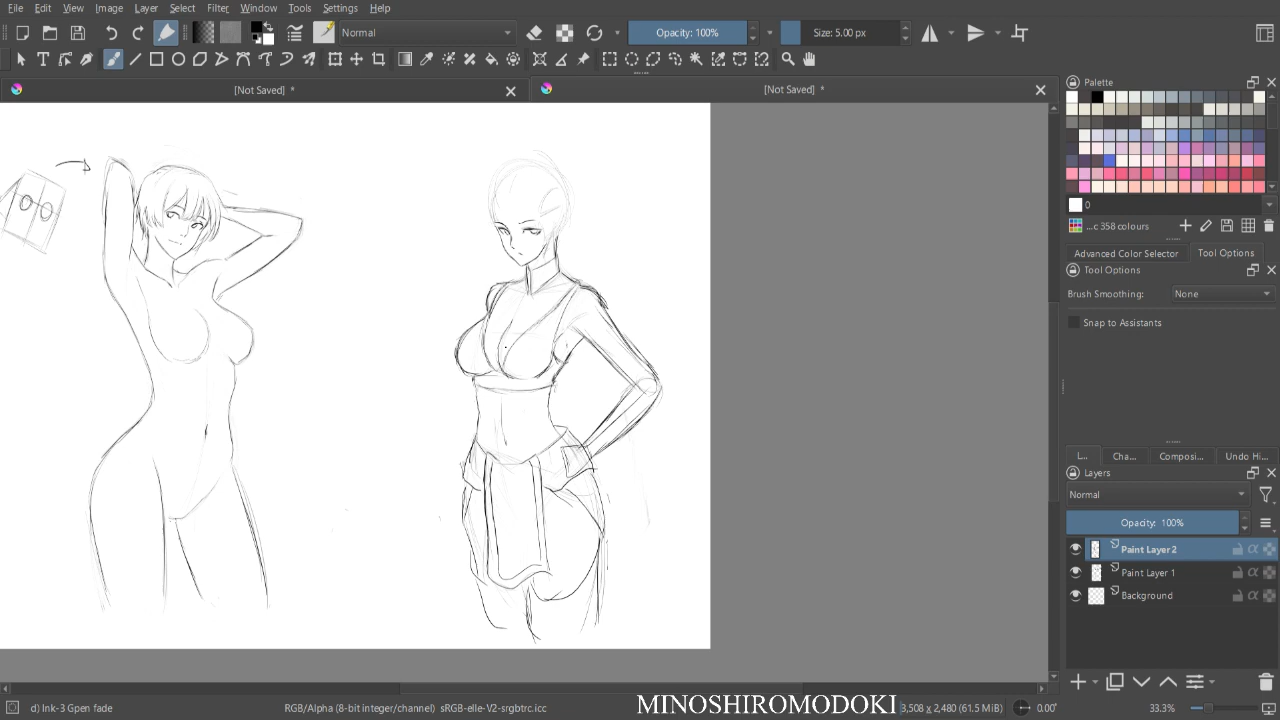 File Edit View Image Layer Select Filter Tools Window Settings Help
Normal Opacity: 100% Size: 5.00 px
[Not Saved] * [Not Saved] *
Palette
0
...c 358 colours
Advanced Color Selector Tool Options
Tool Options
Brush Smoothing: None
Snap to Assistants
L... Cha... Composi... Undo Hi...
Layers
Normal
Opacity: 100%
Paint Layer 2
Paint Layer 1
Background
d) Ink-3 Gpen fade RGB/Alpha (8-bit integer/channel) sRGB-elle-V2-srgbtrc.icc MINOSHIROMODOKI 3,508 x 2,480 (61.5 MiB) 0.00° 33.3%